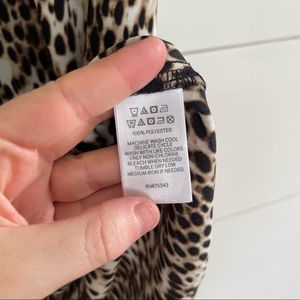 100% POLYESTER
MACHINE WASH COOL
DELICATE CYCLE
WASH WITH LIKE COLORS
ONLY NON-CHLORINE
BLEACH WHEN NEEDED
TUMBLE DRY LOW
MEDIUM IRON IF NEEDED
RN#75343